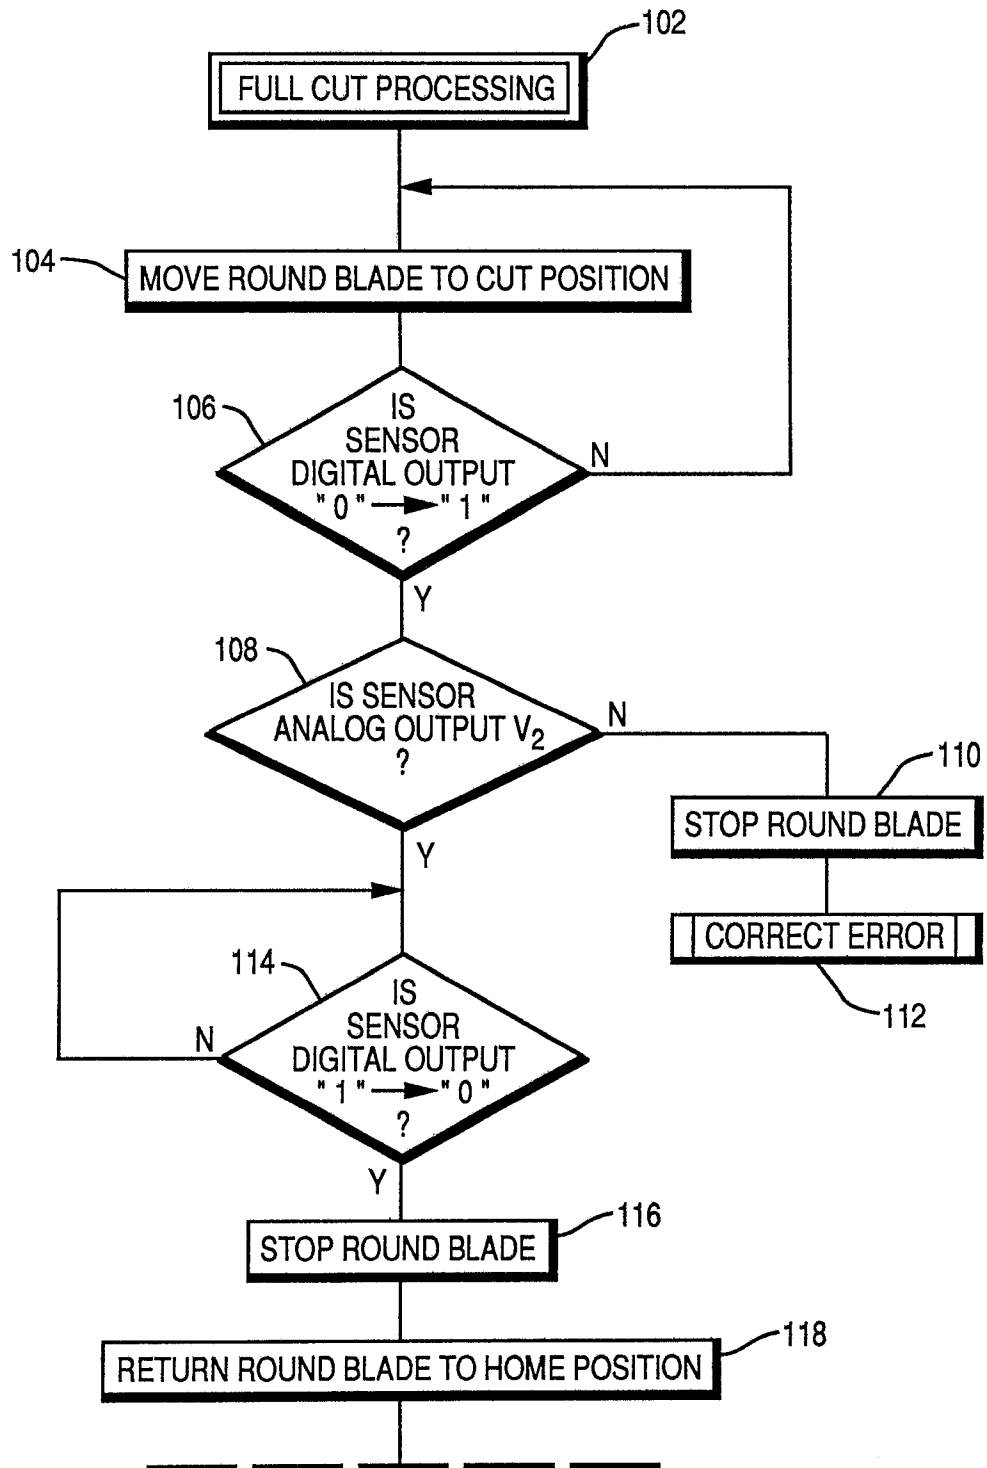 102
FULL CUT PROCESSING
104
MOVE ROUND BLADE TO CUT POSITION
106
IS
SENSOR
DIGITAL OUTPUT
"0" → "1"
?
N
Y
108
IS SENSOR
ANALOG OUTPUT V2
?
N
Y
110
STOP ROUND BLADE
CORRECT ERROR
112
114
IS
SENSOR
DIGITAL OUTPUT
"1" → "0"
?
N
Y
116
STOP ROUND BLADE
118
RETURN ROUND BLADE TO HOME POSITION